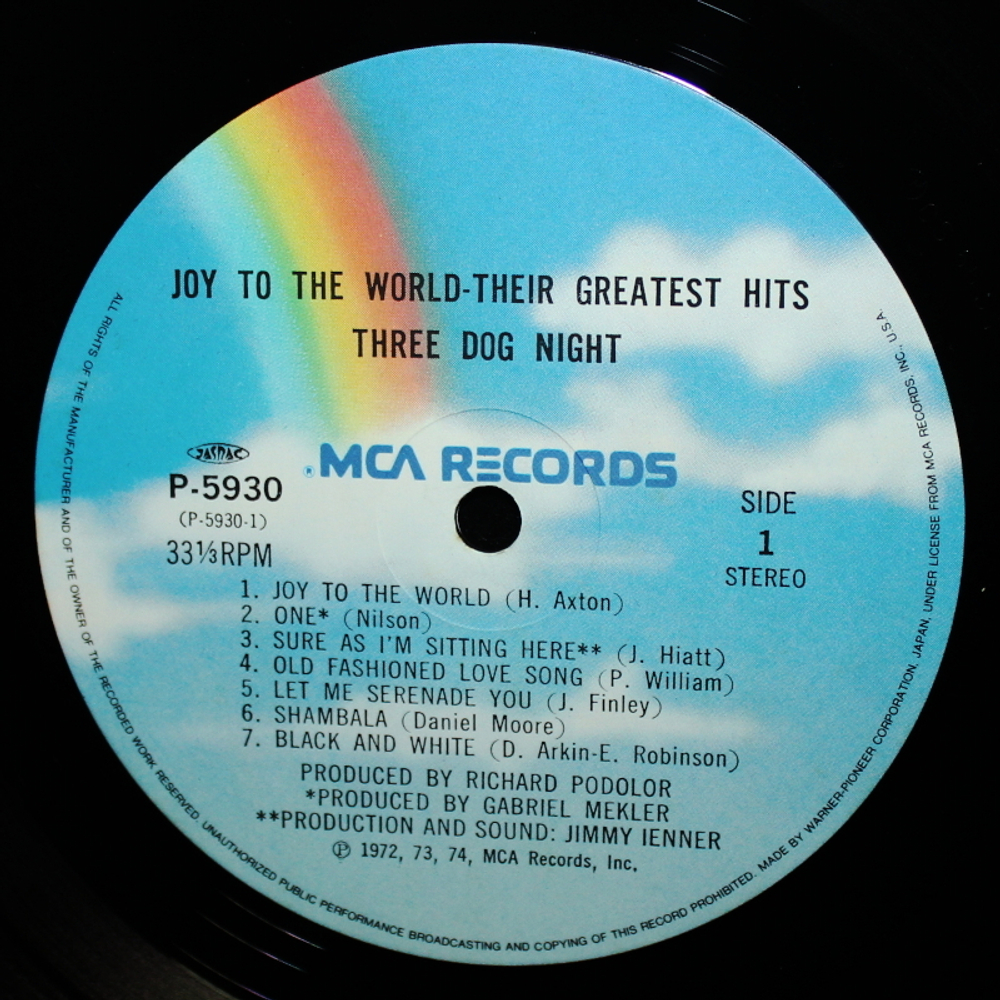 JOY TO THE WORLD-THEIR GREATEST HITS
THREE DOG NIGHT
® MCA RECORDS
JASRAC
P-5930
(P-5930-1)
33⅓RPM
SIDE
1
STEREO
1. JOY TO THE WORLD (H. Axton)
2. ONE* (Nilson)
3. SURE AS I'M SITTING HERE** (J. Hiatt)
4. OLD FASHIONED LOVE SONG (P. William)
5. LET ME SERENADE YOU (J. Finley)
6. SHAMBALA (Daniel Moore)
7. BLACK AND WHITE (D. Arkin-E. Robinson)
PRODUCED BY RICHARD PODOLOR
*PRODUCED BY GABRIEL MEKLER
**PRODUCTION AND SOUND: JIMMY IENNER
℗ 1972, 73, 74, MCA Records, Inc.
ALL RIGHTS OF THE MANUFACTURER AND OF THE OWNER OF THE RECORDED WORK RESERVED. UNAUTHORIZED PUBLIC PERFORMANCE BROADCASTING AND COPYING OF THIS RECORD PROHIBITED. MADE BY WARNER-PIONEER CORPORATION, JAPAN, UNDER LICENSE FROM MCA RECORDS, INC., U.S.A.